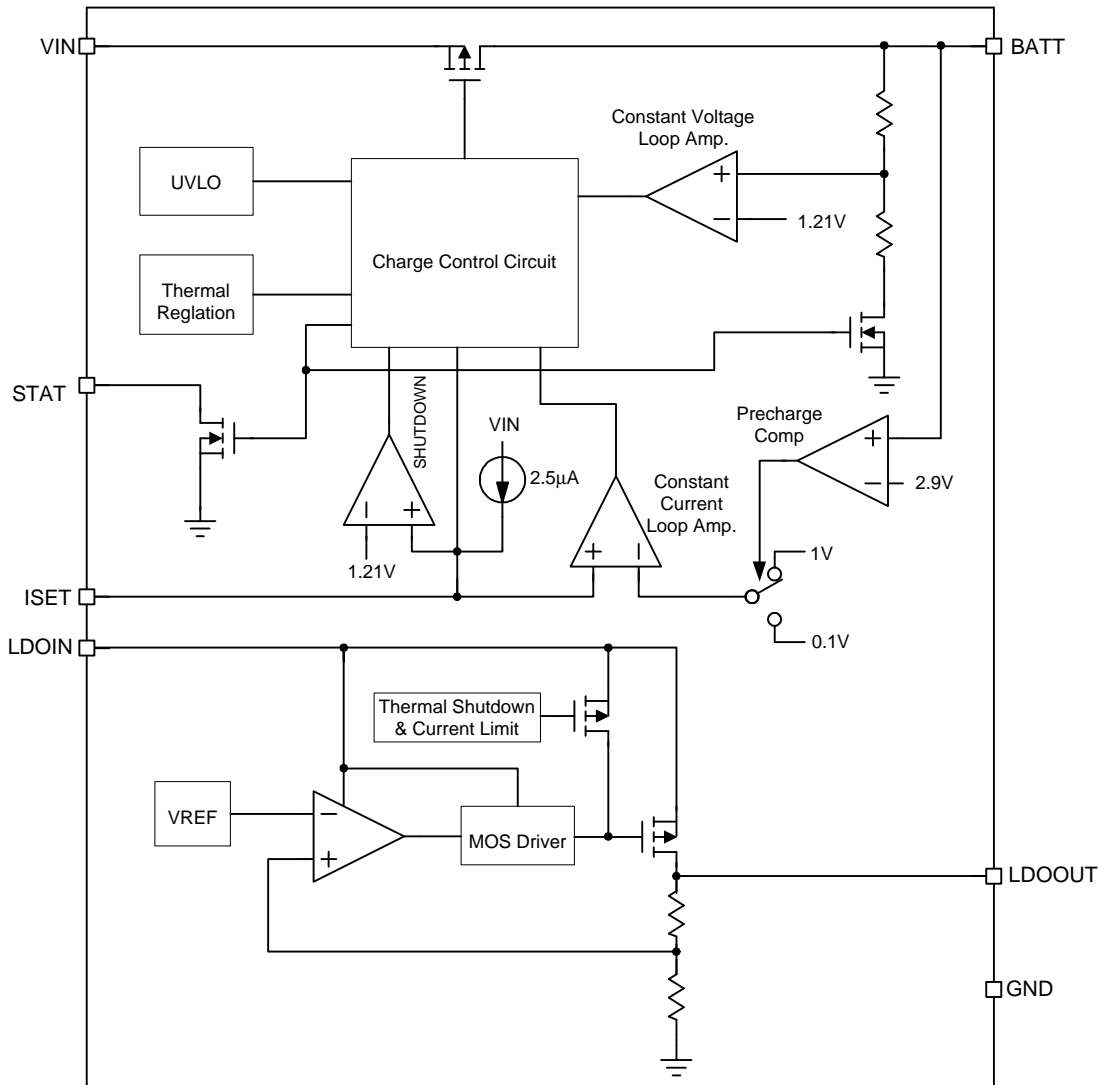 VIN
BATT
Constant Voltage
Loop Amp.
UVLO
+
−
1.21V
Charge Control Circuit
Thermal
Reglation
STAT
SHUTDOWN
VIN
Precharge
Comp
+
−
2.9V
2.5μA
Constant
Current
Loop Amp.
− +
+ −
1V
1.21V
ISET
0.1V
LDOIN
Thermal Shutdown
& Current Limit
VREF
−
+
MOS Driver
LDOOUT
GND